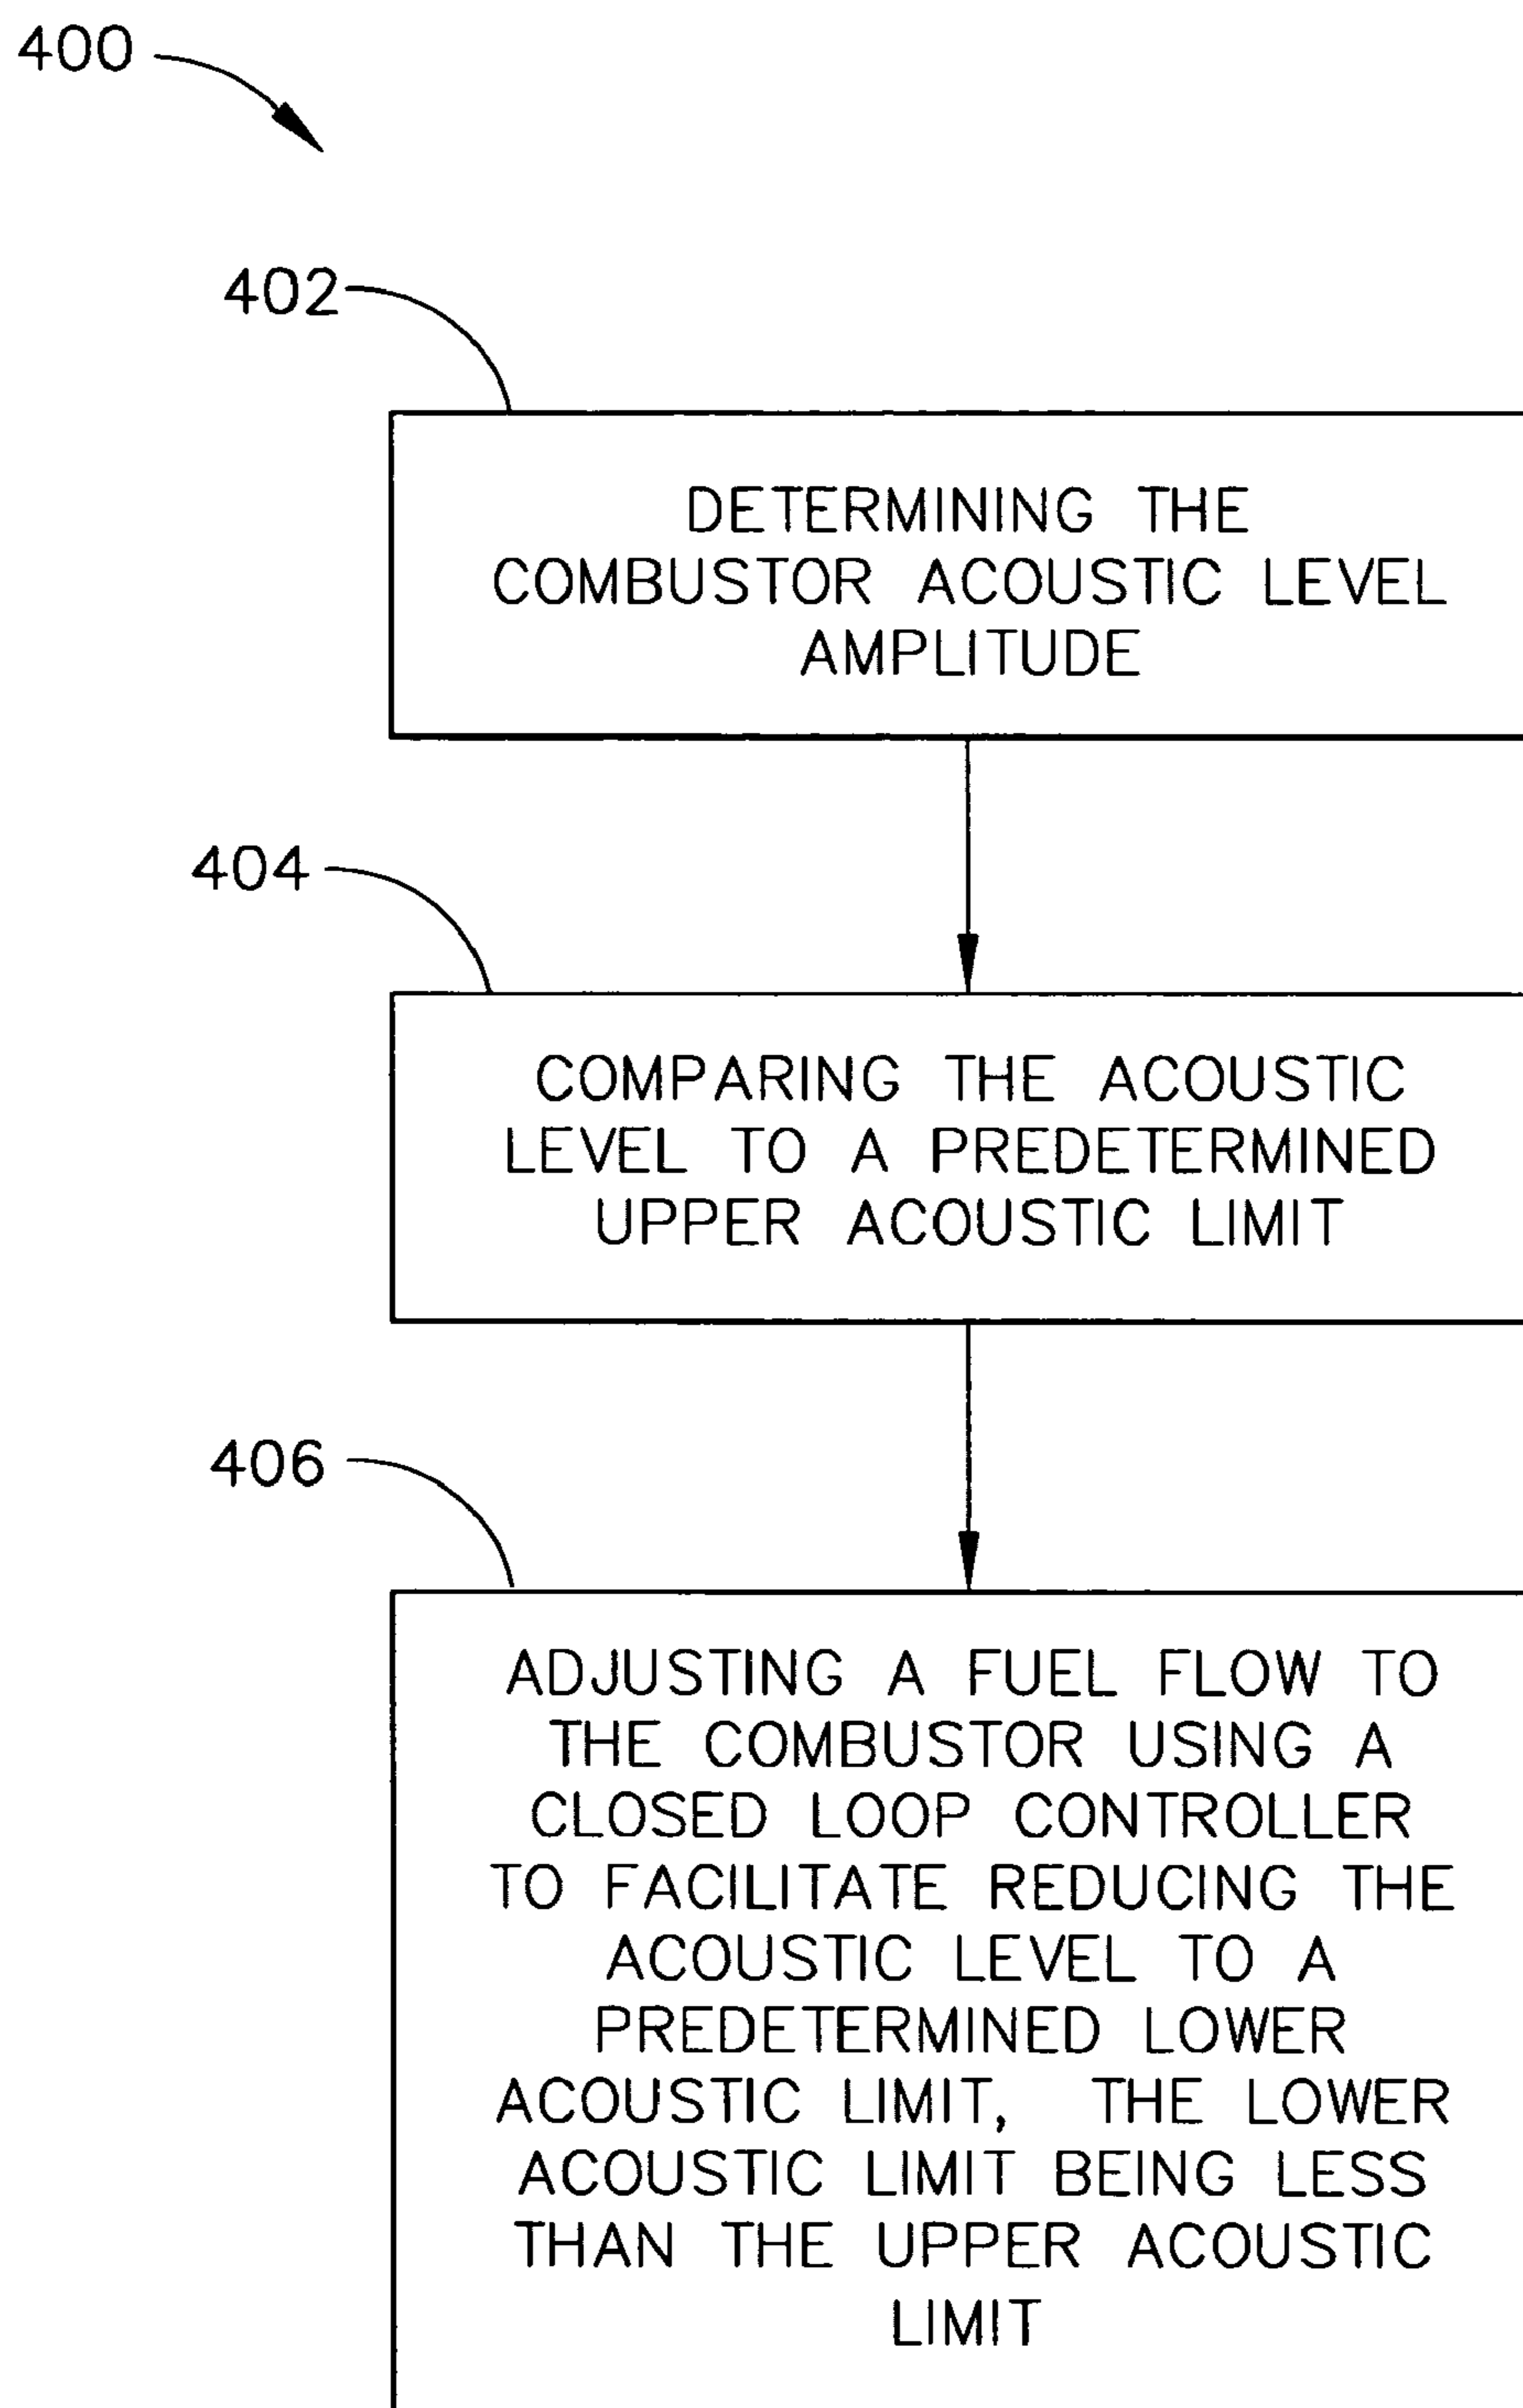 400
402
DETERMINING THE
COMBUSTOR ACOUSTIC LEVEL
AMPLITUDE
404
COMPARING THE ACOUSTIC
LEVEL TO A PREDETERMINED
UPPER ACOUSTIC LIMIT
406
ADJUSTING A FUEL FLOW TO
THE COMBUSTOR USING A
CLOSED LOOP CONTROLLER
TO FACILITATE REDUCING THE
ACOUSTIC LEVEL TO A
PREDETERMINED LOWER
ACOUSTIC LIMIT, THE LOWER
ACOUSTIC LIMIT BEING LESS
THAN THE UPPER ACOUSTIC
LIMIT